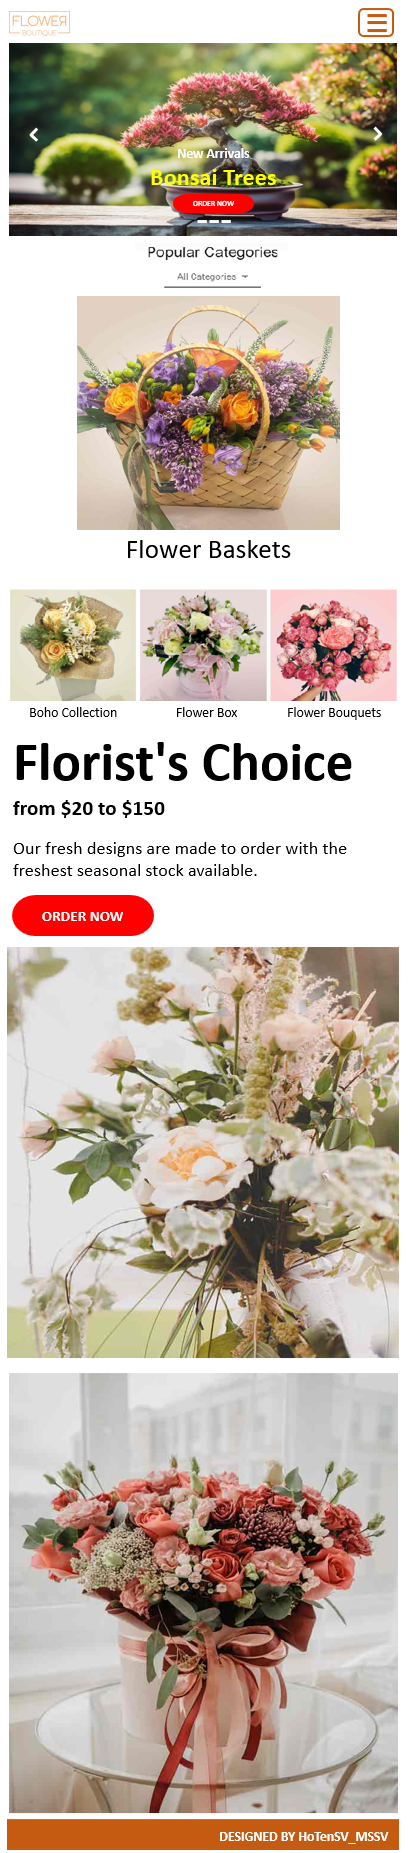 FLOWER
BOUTIQUE
New Arrivals
Bonsai Trees
ORDER NOW
Popular Categories
All Categories
Flower Baskets
Boho Collection
Flower Box
Flower Bouquets
Florist's Choice
from $20 to $150
Our fresh designs are made to order with the
freshest seasonal stock available.
ORDER NOW
DESIGNED BY HoTenSV_MSSV